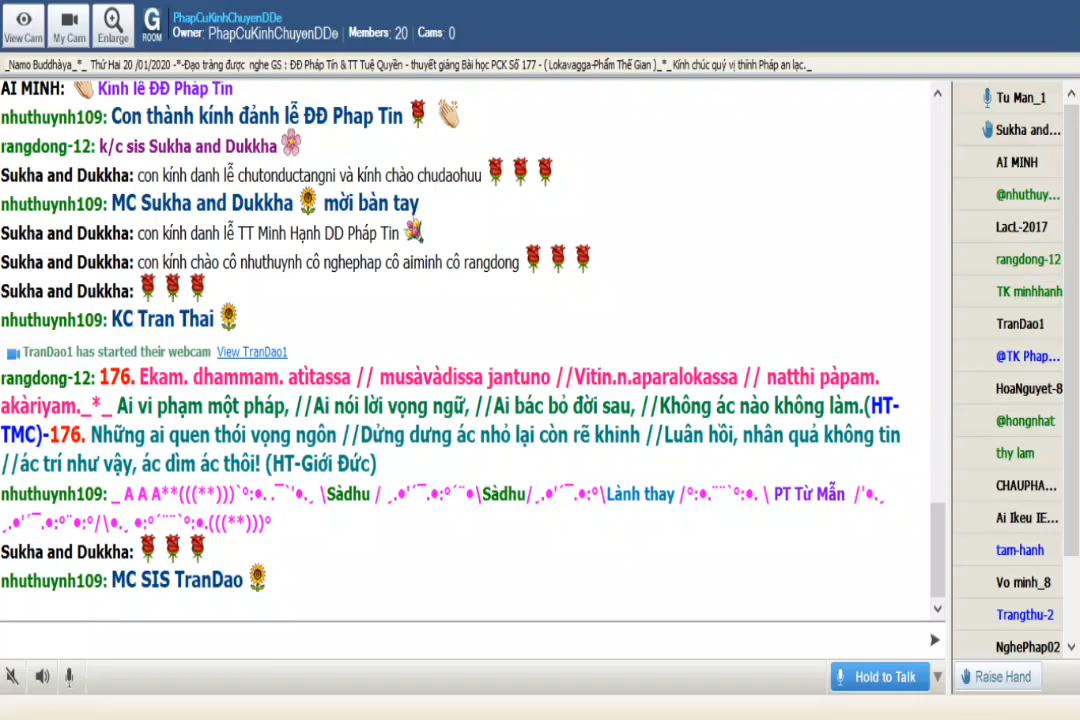 View Cam
My Cam
Enlarge
G ROOM
PhapCuKinhChuyenDDe
Owner: PhapCuKinhChuyenDDe Members: 20 Cams: 0
_Namo Buddhàya_*_ Thứ Hai 20 /01/2020 -*-Đạo tràng được nghe GS : ĐĐ Pháp Tín & TT Tuệ Quyền - thuyết giảng Bài học PCK Số 177 - ( Lokavagga-Phẩm Thế Gian )_*_Kính chúc quý vị thính Pháp an lạc._
AI MINH: Kính lễ ĐĐ Pháp Tín
nhuthuynh109: Con thành kính đảnh lễ ĐĐ Phap Tín
rangdong-12: k/c sis Sukha and Dukkha
Sukha and Dukkha: con kính danh lễ chutonductangni và kính chào chudaohuu
nhuthuynh109: MC Sukha and Dukkha mời bàn tay
Sukha and Dukkha: con kính danh lễ TT Minh Hạnh DD Pháp Tin
Sukha and Dukkha: con kính chào cô nhuthuynh cô nghephap cô aiminh cô rangdong
Sukha and Dukkha:
nhuthuynh109: KC Tran Thai
TranDao1 has started their webcam View TranDao1
rangdong-12: 176. Ekam. dhammam. atìtassa // musàvàdissa jantuno //Vitin.n.aparalokassa // natthi pàpam.
akàriyam._*_ Ai vi phạm một pháp, //Ai nói lời vọng ngữ, //Ai bác bỏ đời sau, //Không ác nào không làm.(HT-
TMC)-176. Những ai quen thói vọng ngôn //Dửng dưng ác nhỏ lại còn rẽ khinh //Luân hồi, nhân quả không tin
//ác trí như vậy, ác dìm ác thôi! (HT-Giới Đức)
nhuthuynh109: _ A A A**(((**)))`°:•. .¯`'•.¸ \Sàdhu / ¸.•'´¯.•:°´¨•\Sàdhu/¸.•'´¯.•:°\Lành thay /°:•.¨¨`°:•. \ PT Từ Mẫn /'•.¸
¸.•'´¯.•:°¨•:°/\•.¸ •:°´¨¨`°:•.(((**)))°
Sukha and Dukkha:
nhuthuynh109: MC SIS TranDao
Tu Man_1
Sukha and...
AI MINH
@nhuthuy...
LacL-2017
rangdong-12
TK minhhanh
TranDao1
@TK Phap...
HoaNguyet-8
@hongnhat
thy lam
CHAUPHA...
Ai Ikeu IE...
tam-hanh
Vo minh_8
Trangthu-2
NghePhap02
Hold to Talk
Raise Hand